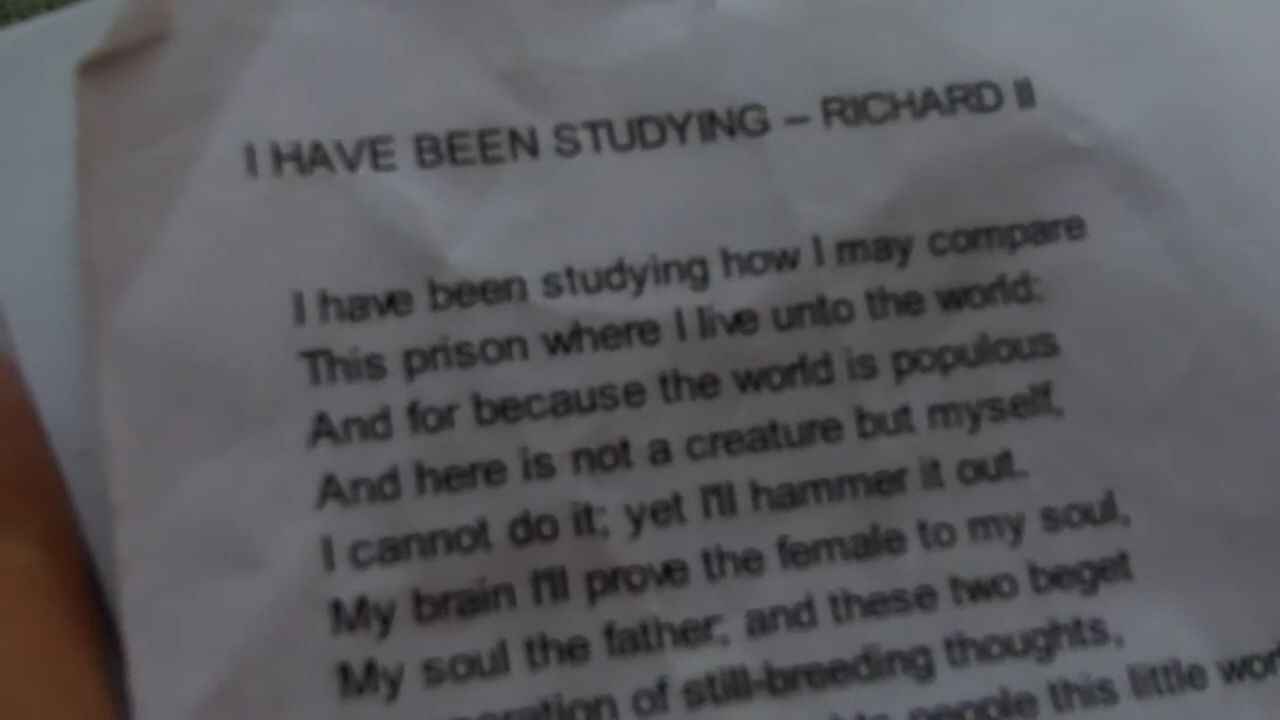 I HAVE BEEN STUDYING – RICHARD II
I have been studying how I may compare
This prison where I live unto the world:
And for because the world is populous
And here is not a creature but myself,
I cannot do it; yet I'll hammer it out.
My brain I'll prove the female to my soul,
My soul the father; and these two beget
of still-breeding thoughts,
people this little